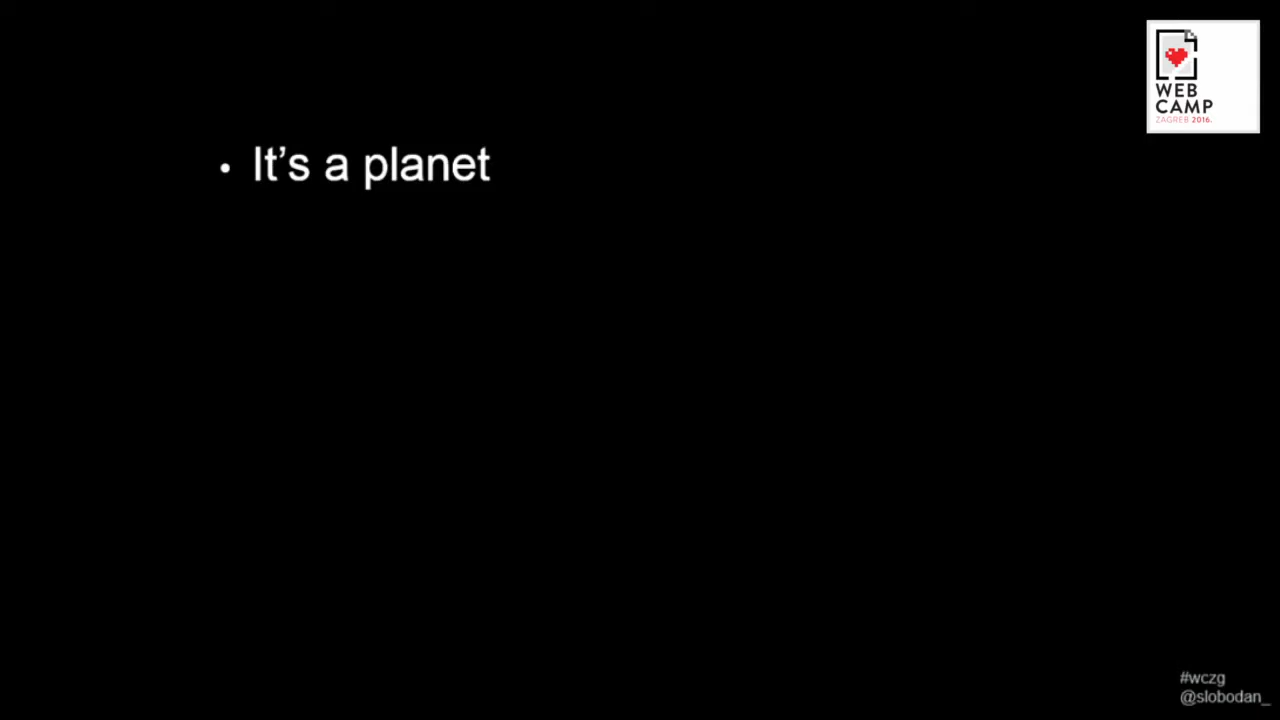 WEB
CAMP
ZAGREB 2016.
• It's a planet
#wczg
@slobodan_